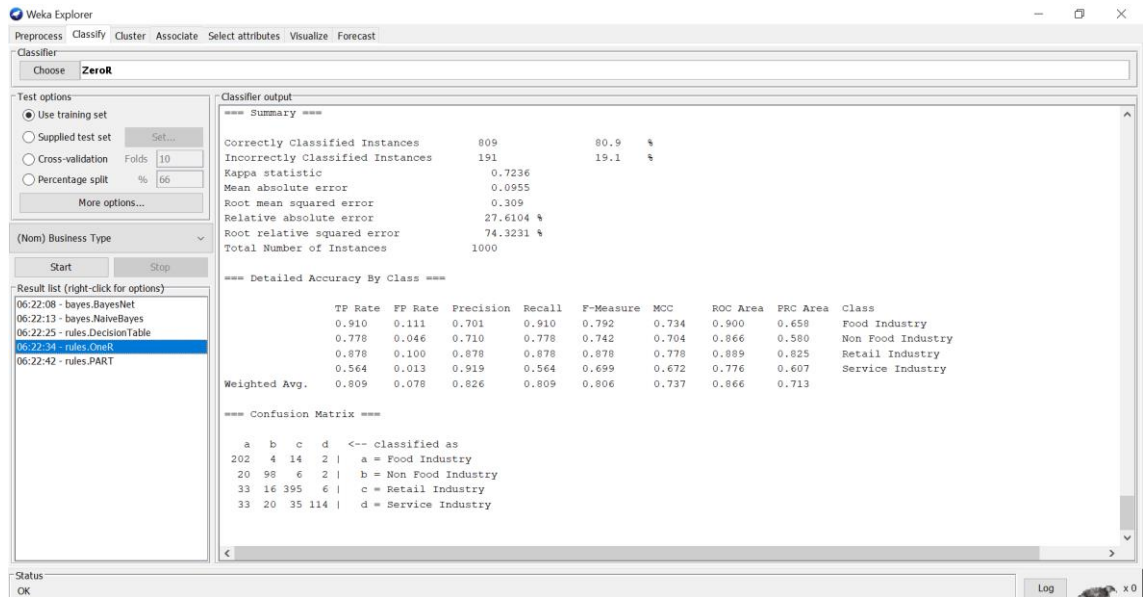 Weka Explorer
Preprocess Classify Cluster Associate Select attributes Visualize Forecast
Classifier
Choose ZeroR
Test options
Use training set
Supplied test set Set...
Cross-validation Folds 10
Percentage split % 66
More options...
(Nom) Business Type
Start Stop
Result list (right-click for options)
06:22:08 - bayes.BayesNet
06:22:13 - bayes.NaiveBayes
06:22:25 - rules.DecisionTable
06:22:34 - rules.OneR
06:22:42 - rules.PART
Classifier output
=== Summary ===
Correctly Classified Instances 809 80.9 %
Incorrectly Classified Instances 191 19.1 %
Kappa statistic 0.7236
Mean absolute error 0.0955
Root mean squared error 0.309
Relative absolute error 27.6104 %
Root relative squared error 74.3231 %
Total Number of Instances 1000
=== Detailed Accuracy By Class ===
TP Rate FP Rate Precision Recall F-Measure MCC ROC Area PRC Area Class
0.910 0.111 0.701 0.910 0.792 0.734 0.900 0.658 Food Industry
0.778 0.046 0.710 0.778 0.742 0.704 0.866 0.580 Non Food Industry
0.878 0.100 0.878 0.878 0.878 0.778 0.889 0.825 Retail Industry
0.564 0.013 0.919 0.564 0.699 0.672 0.776 0.607 Service Industry
Weighted Avg. 0.809 0.078 0.826 0.809 0.806 0.737 0.866 0.713
=== Confusion Matrix ===
a b c d <-- classified as
202 4 14 2 | a = Food Industry
20 98 6 2 | b = Non Food Industry
33 16 395 6 | c = Retail Industry
33 20 35 114 | d = Service Industry
Status
OK
Log x 0